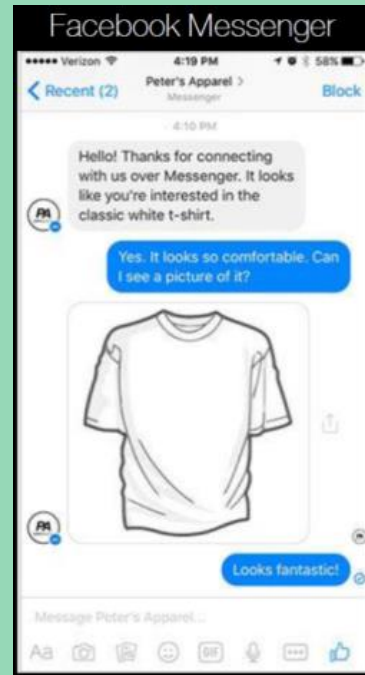 Facebook Messenger
Verizon 4:19 PM 58%
Recent (2) Peter's Apparel > Block
Messenger
4:10 PM
Hello! Thanks for connecting
with us over Messenger. It looks
like you're interested in the
classic white t-shirt.
PA
Yes. It looks so comfortable. Can
I see a picture of it?
PA
Looks fantastic!
Message Peter's Apparel...
Aa GIF